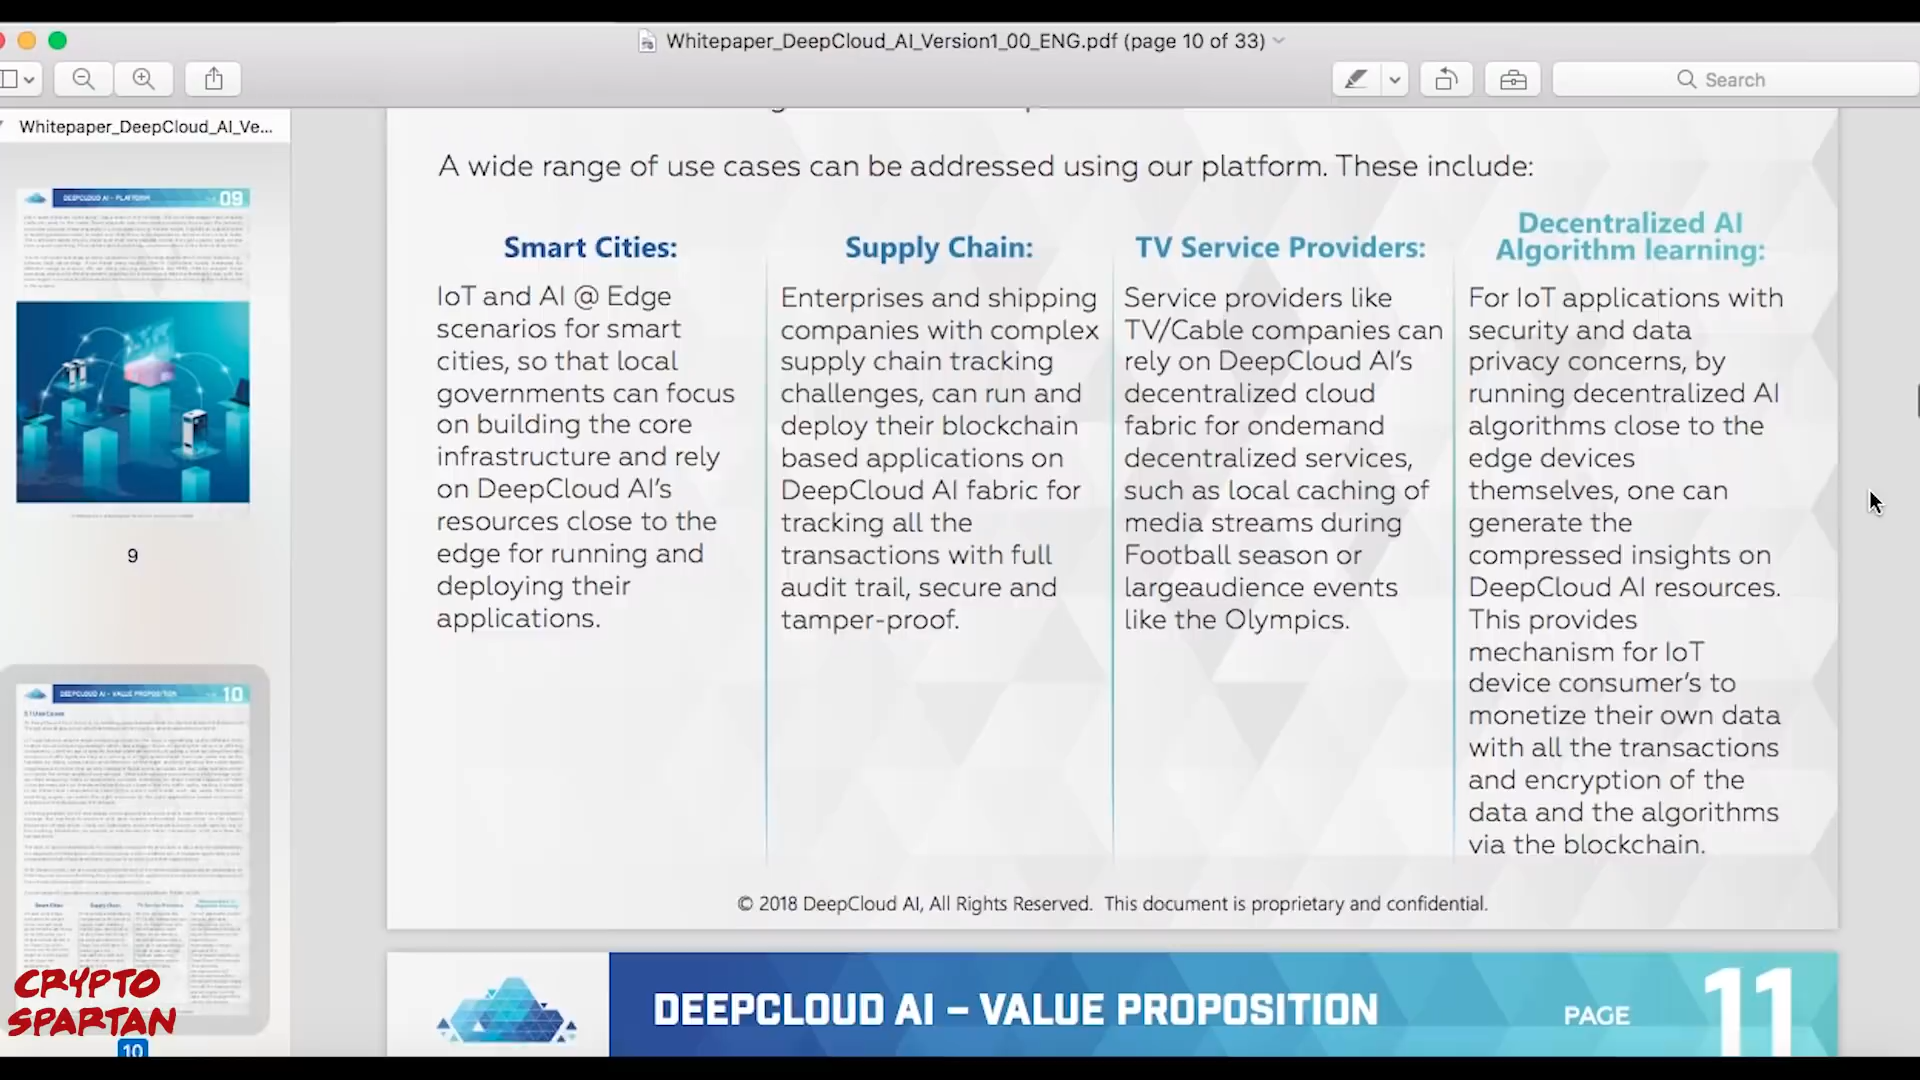 Whitepaper_DeepCloud_AI_Version1_00_ENG.pdf (page 10 of 33)
Search
Whitepaper_DeepCloud_AI_Ve...
DEEPCLOUD AI - PLATFORM
09
9
DEEPCLOUD AI - VALUE PROPOSITION
10
10
CRYPTO
SPARTAN
A wide range of use cases can be addressed using our platform. These include:
Smart Cities:
IoT and AI @ Edge
scenarios for smart
cities, so that local
governments can focus
on building the core
infrastructure and rely
on DeepCloud AI's
resources close to the
edge for running and
deploying their
applications.
Supply Chain:
Enterprises and shipping
companies with complex
supply chain tracking
challenges, can run and
deploy their blockchain
based applications on
DeepCloud AI fabric for
tracking all the
transactions with full
audit trail, secure and
tamper-proof.
TV Service Providers:
Service providers like
TV/Cable companies can
rely on DeepCloud AI's
decentralized cloud
fabric for ondemand
decentralized services,
such as local caching of
media streams during
Football season or
largeaudience events
like the Olympics.
Decentralized AI
Algorithm learning:
For IoT applications with
security and data
privacy concerns, by
running decentralized AI
algorithms close to the
edge devices
themselves, one can
generate the
compressed insights on
DeepCloud AI resources.
This provides
mechanism for IoT
device consumer's to
monetize their own data
with all the transactions
and encryption of the
data and the algorithms
via the blockchain.
© 2018 DeepCloud AI, All Rights Reserved. This document is proprietary and confidential.
DEEPCLOUD AI – VALUE PROPOSITION
PAGE 11